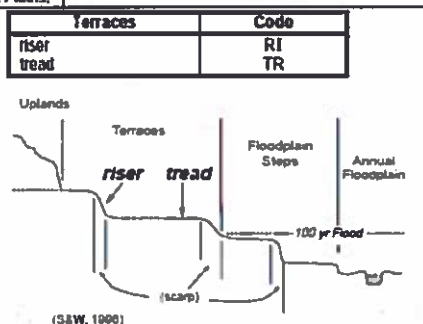 Terraces Code
riser RI
tread TR
Uplands
Terraces
Floodplain
Steps
Annual
Floodplain
riser tread
100 yr Flood
(scarp)
(S&W, 1996)